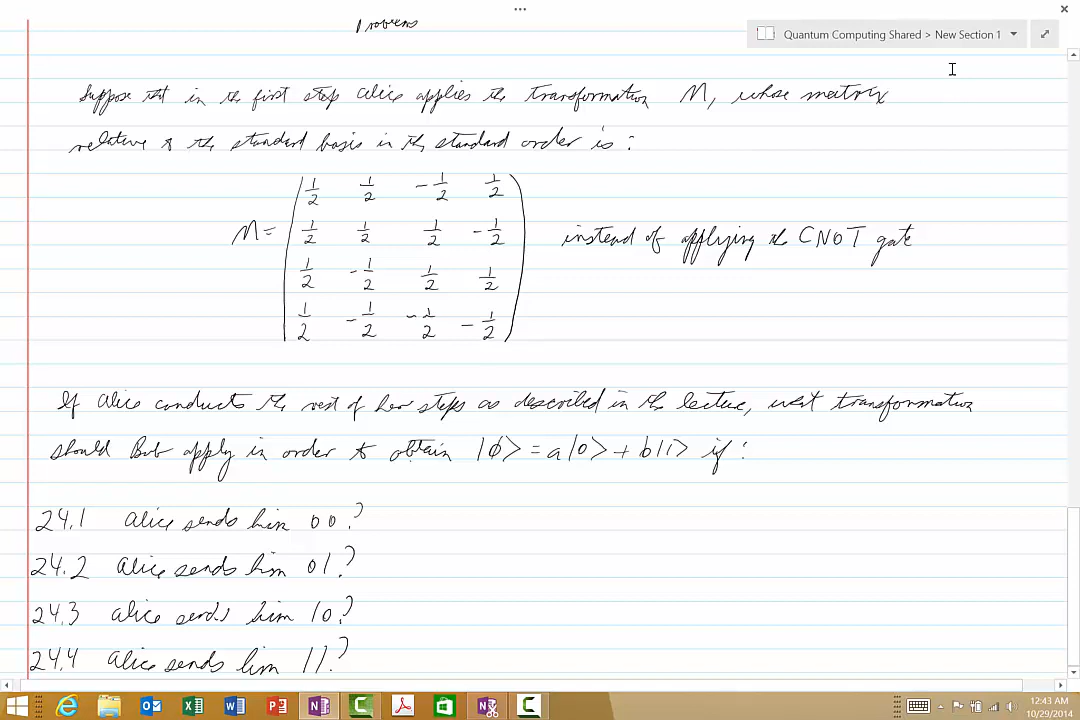 Problems
Quantum Computing Shared > New Section 1
Suppose that in the first step Alice applies the transformation M, whose matrix
relative to the standard basis in the standard order is:
1/2 1/2 -1/2 1/2
M= 1/2 1/2 1/2 -1/2 instead of applying the CNOT gate
1/2 -1/2 1/2 1/2
1/2 -1/2 -1/2 -1/2
If Alice conducts the rest of her steps as described in the lecture, what transformation
should Bob apply in order to obtain |ϕ> = a|0> + b|1> if:
24.1 Alice sends him 00?
24.2 Alice sends him 01?
24.3 Alice sends him 10?
24.4 Alice sends him 11?
12:43 AM
10/29/2014